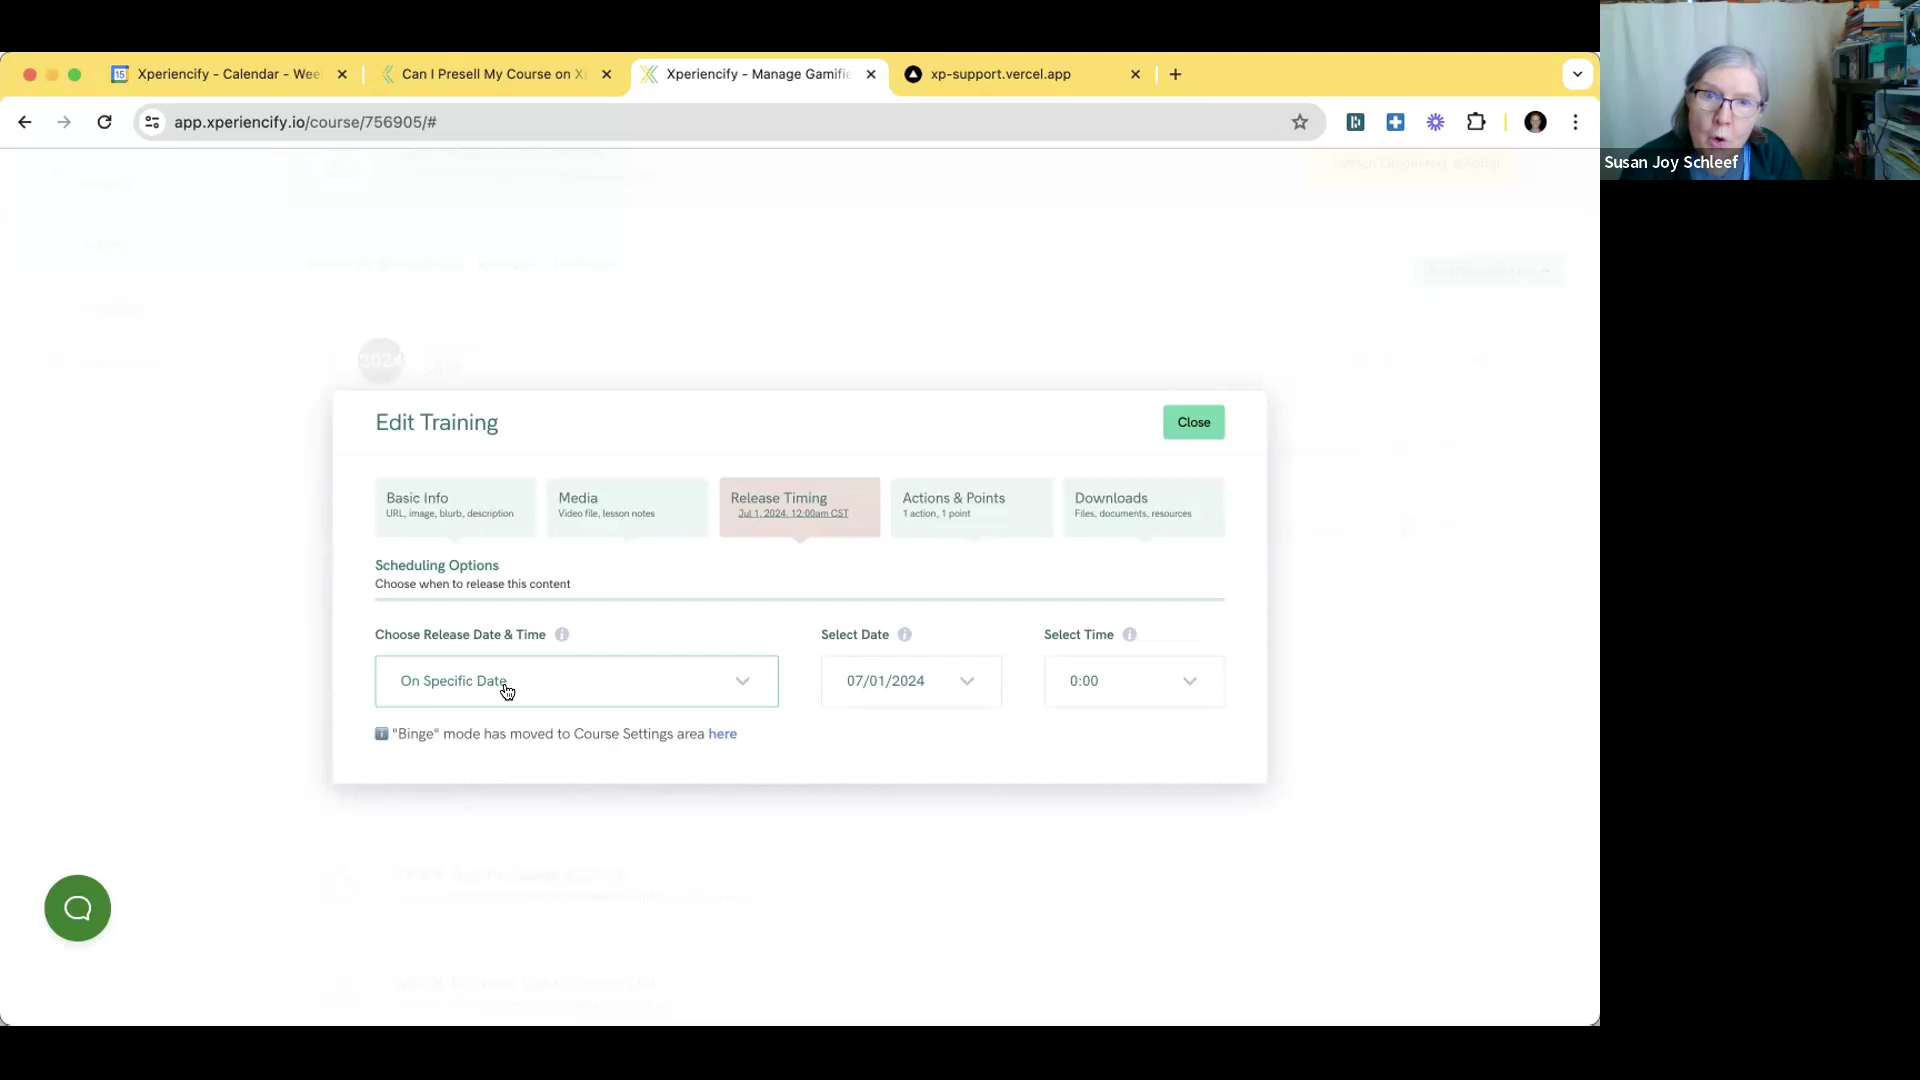 Xperiencify - Calendar - Wee
Can I Presell My Course on X
Xperiencify - Manage Gamifie
xp-support.vercel.app
app.xperiencify.io/course/756905/#
Susan Joy Schleef
2024
Edit Training
Close
Basic Info
URL, image, blurb, description
Media
Video file, lesson notes
Release Timing
Jul 1, 2024, 12:00am CST
Actions & Points
1 action, 1 point
Downloads
Files, documents, resources
Scheduling Options
Choose when to release this content
Choose Release Date & Time
Select Date
Select Time
On Specific Date
07/01/2024
0:00
"Binge" mode has moved to Course Settings area here